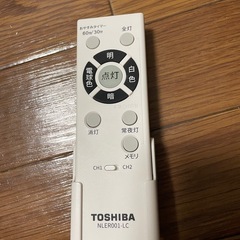 おやすみタイマー
30分/60分
全灯
明
電球色
点灯
白色
暗
消灯
常夜灯
メモリ
CH1
CH2
TOSHIBA
NLER001-LC